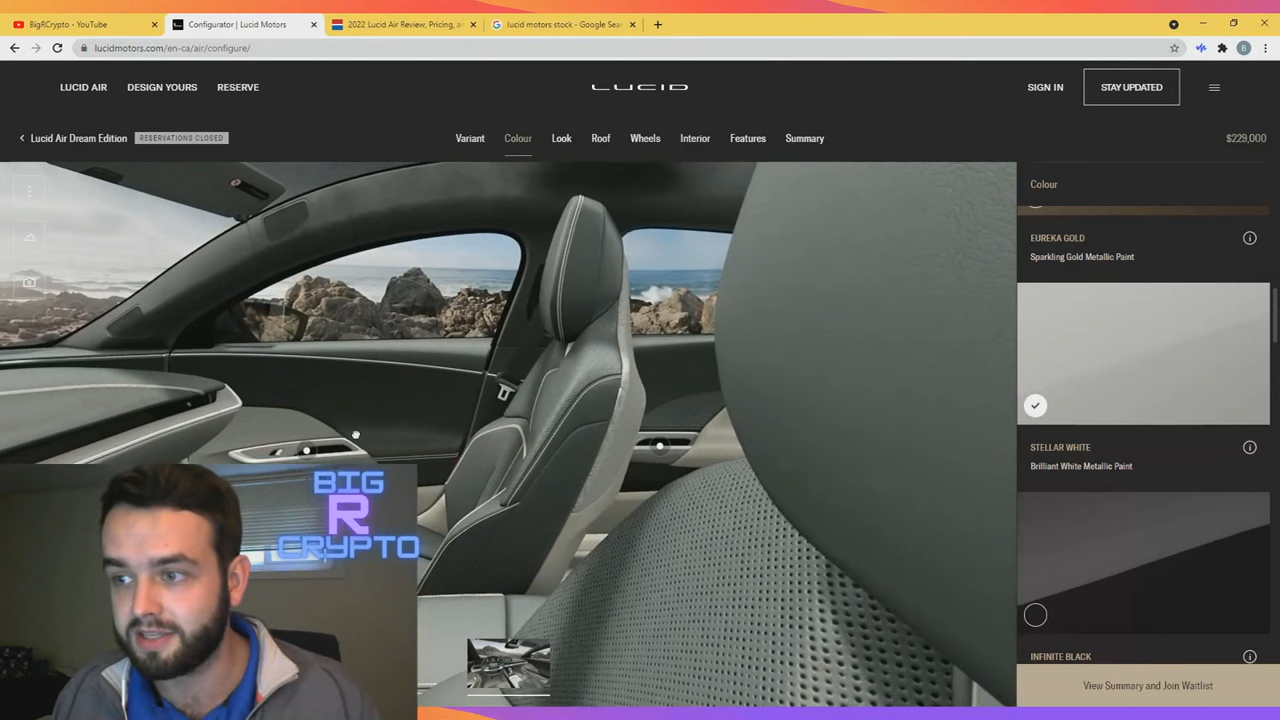 BigRCrypto - YouTube
Configurator | Lucid Motors
2022 Lucid Air Review, Pricing, a
lucid motors stock - Google Sea
lucidmotors.com/en-ca/air/configure/
B
LUCID AIR
DESIGN YOURS
RESERVE
LUCID
SIGN IN
STAY UPDATED
Lucid Air Dream Edition
RESERVATIONS CLOSED
Variant
Colour
Look
Roof
Wheels
Interior
Features
Summary
$229,000
Colour
EUREKA GOLD
Sparkling Gold Metallic Paint
STELLAR WHITE
Brilliant White Metallic Paint
INFINITE BLACK
View Summary and Join Waitlist
BIG
R
CRYPTO